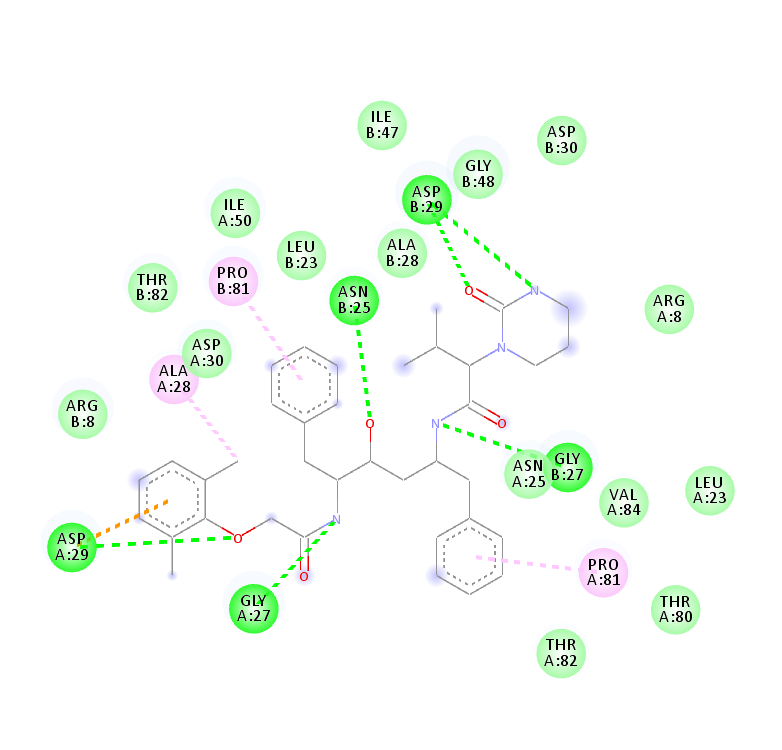 ILE
B:47
ASP
B:30
GLY
B:48
ASP
B:29
ILE
A:50
LEU
B:23
ALA
B:28
PRO
B:81
THR
B:82
ASN
B:25
O
N
ARG
A:8
ASP
A:30
ALA
A:28
N
ARG
B:8
O
N
O
GLY
B:27
ASN
A:25
LEU
A:23
VAL
A:84
N
O
ASP
A:29
O
PRO
A:81
GLY
A:27
THR
A:80
THR
A:82